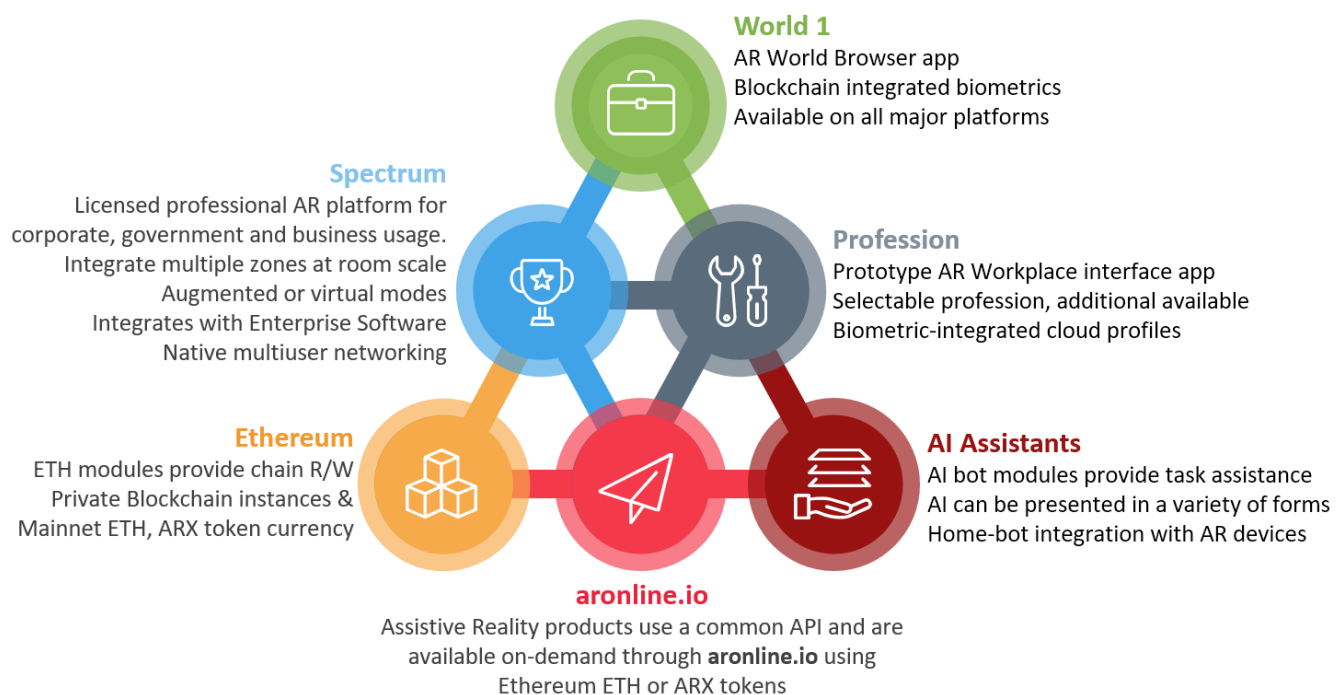 World 1
AR World Browser app
Blockchain integrated biometrics
Available on all major platforms
Spectrum
Licensed professional AR platform for
corporate, government and business usage.
Integrate multiple zones at room scale
Augmented or virtual modes
Integrates with Enterprise Software
Native multiuser networking
Profession
Prototype AR Workplace interface app
Selectable profession, additional available
Biometric-integrated cloud profiles
Ethereum
ETH modules provide chain R/W
Private Blockchain instances &
Mainnet ETH, ARX token currency
AI Assistants
AI bot modules provide task assistance
AI can be presented in a variety of forms
Home-bot integration with AR devices
aronline.io
Assistive Reality products use a common API and are
available on-demand through aronline.io using
Ethereum ETH or ARX tokens